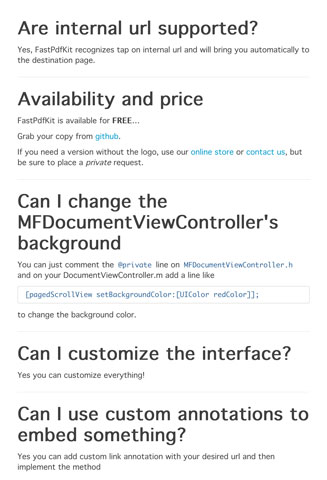 Are internal url supported?
Yes, FastPdfKit recognizes tap on internal url and will bring you automatically to
the destination page.
Availability and price
FastPdfKit is available for FREE...
Grab your copy from github.
If you need a version without the logo, use our online store or contact us, but
be sure to place a private request.
Can I change the
MFDocumentViewController's
background
You can just comment the @private line on MFDocumentViewController.h
and on your DocumentViewController.m add a line like
[pagedScrollView setBackgroundColor:[UIColor redColor]];
to change the background color.
Can I customize the interface?
Yes you can customize everything!
Can I use custom annotations to
embed something?
Yes you can add custom link annotation with your desired url and then
implement the method